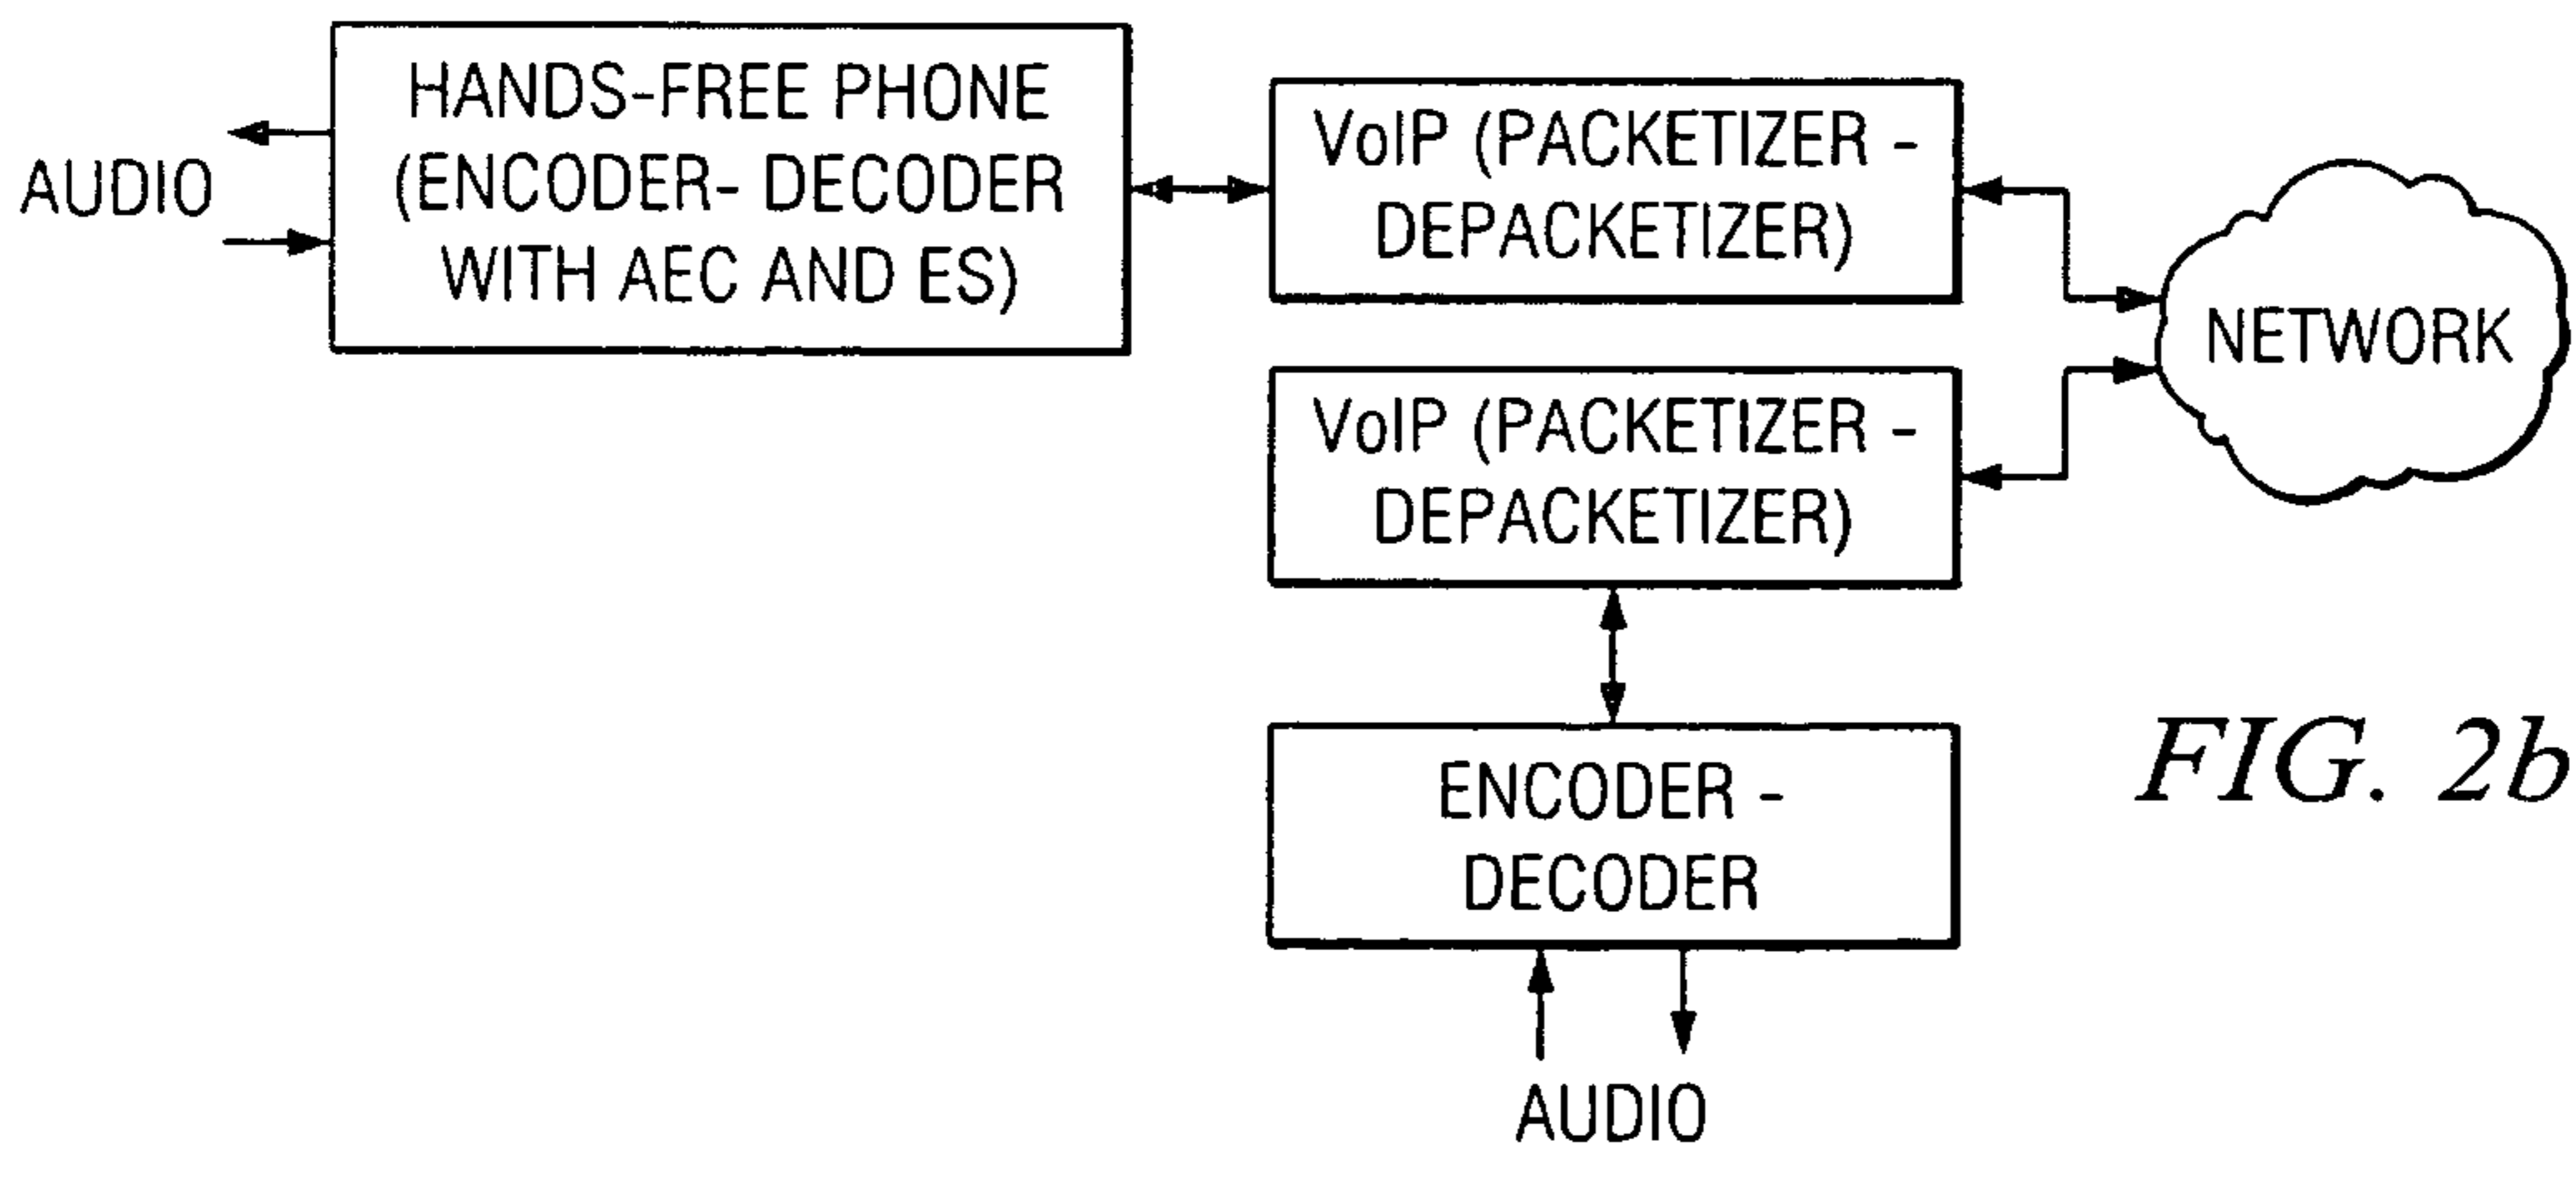 HANDS-FREE PHONE
(ENCODER- DECODER
WITH AEC AND ES)
AUDIO
VoIP (PACKETIZER -
DEPACKETIZER)
NETWORK
VoIP (PACKETIZER -
DEPACKETIZER)
ENCODER -
DECODER
AUDIO
FIG. 2b